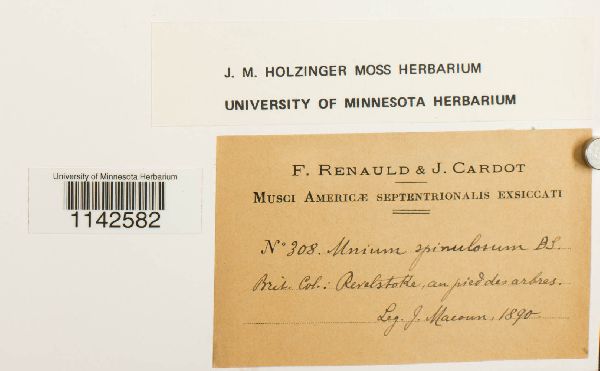 J. M. HOLZINGER MOSS HERBARIUM
UNIVERSITY OF MINNESOTA HERBARIUM
University of Minnesota Herbarium
1142582
F. RENAULD & J. CARDOT
MUSCI AMERICÆ SEPTENTRIONALIS EXSICCATI
N° 308. Mnium spinulosum BS.
Brit. Col.: Revelstoke, au pied des arbres.
Leg. J. Macoun, 1890